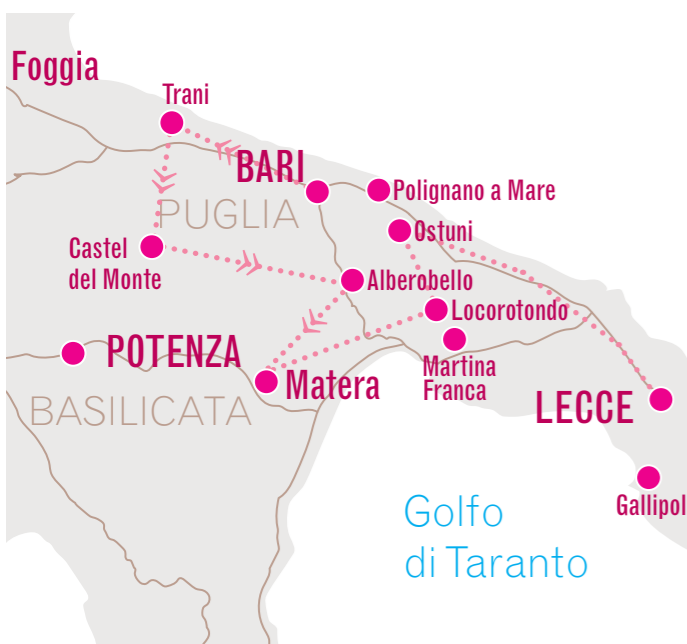 Foggia
Trani
BARI
Polignano a Mare
PUGLIA
Ostuni
Castel
del Monte
Alberobello
Locorotondo
POTENZA
Martina
Franca
Matera
BASILICATA
LECCE
Gallipol
Golfo
di Taranto